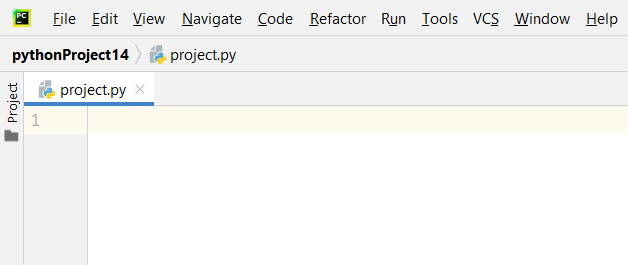 PC File Edit View Navigate Code Refactor Run Tools VCS Window Help
pythonProject14 project.py
Project
project.py
1